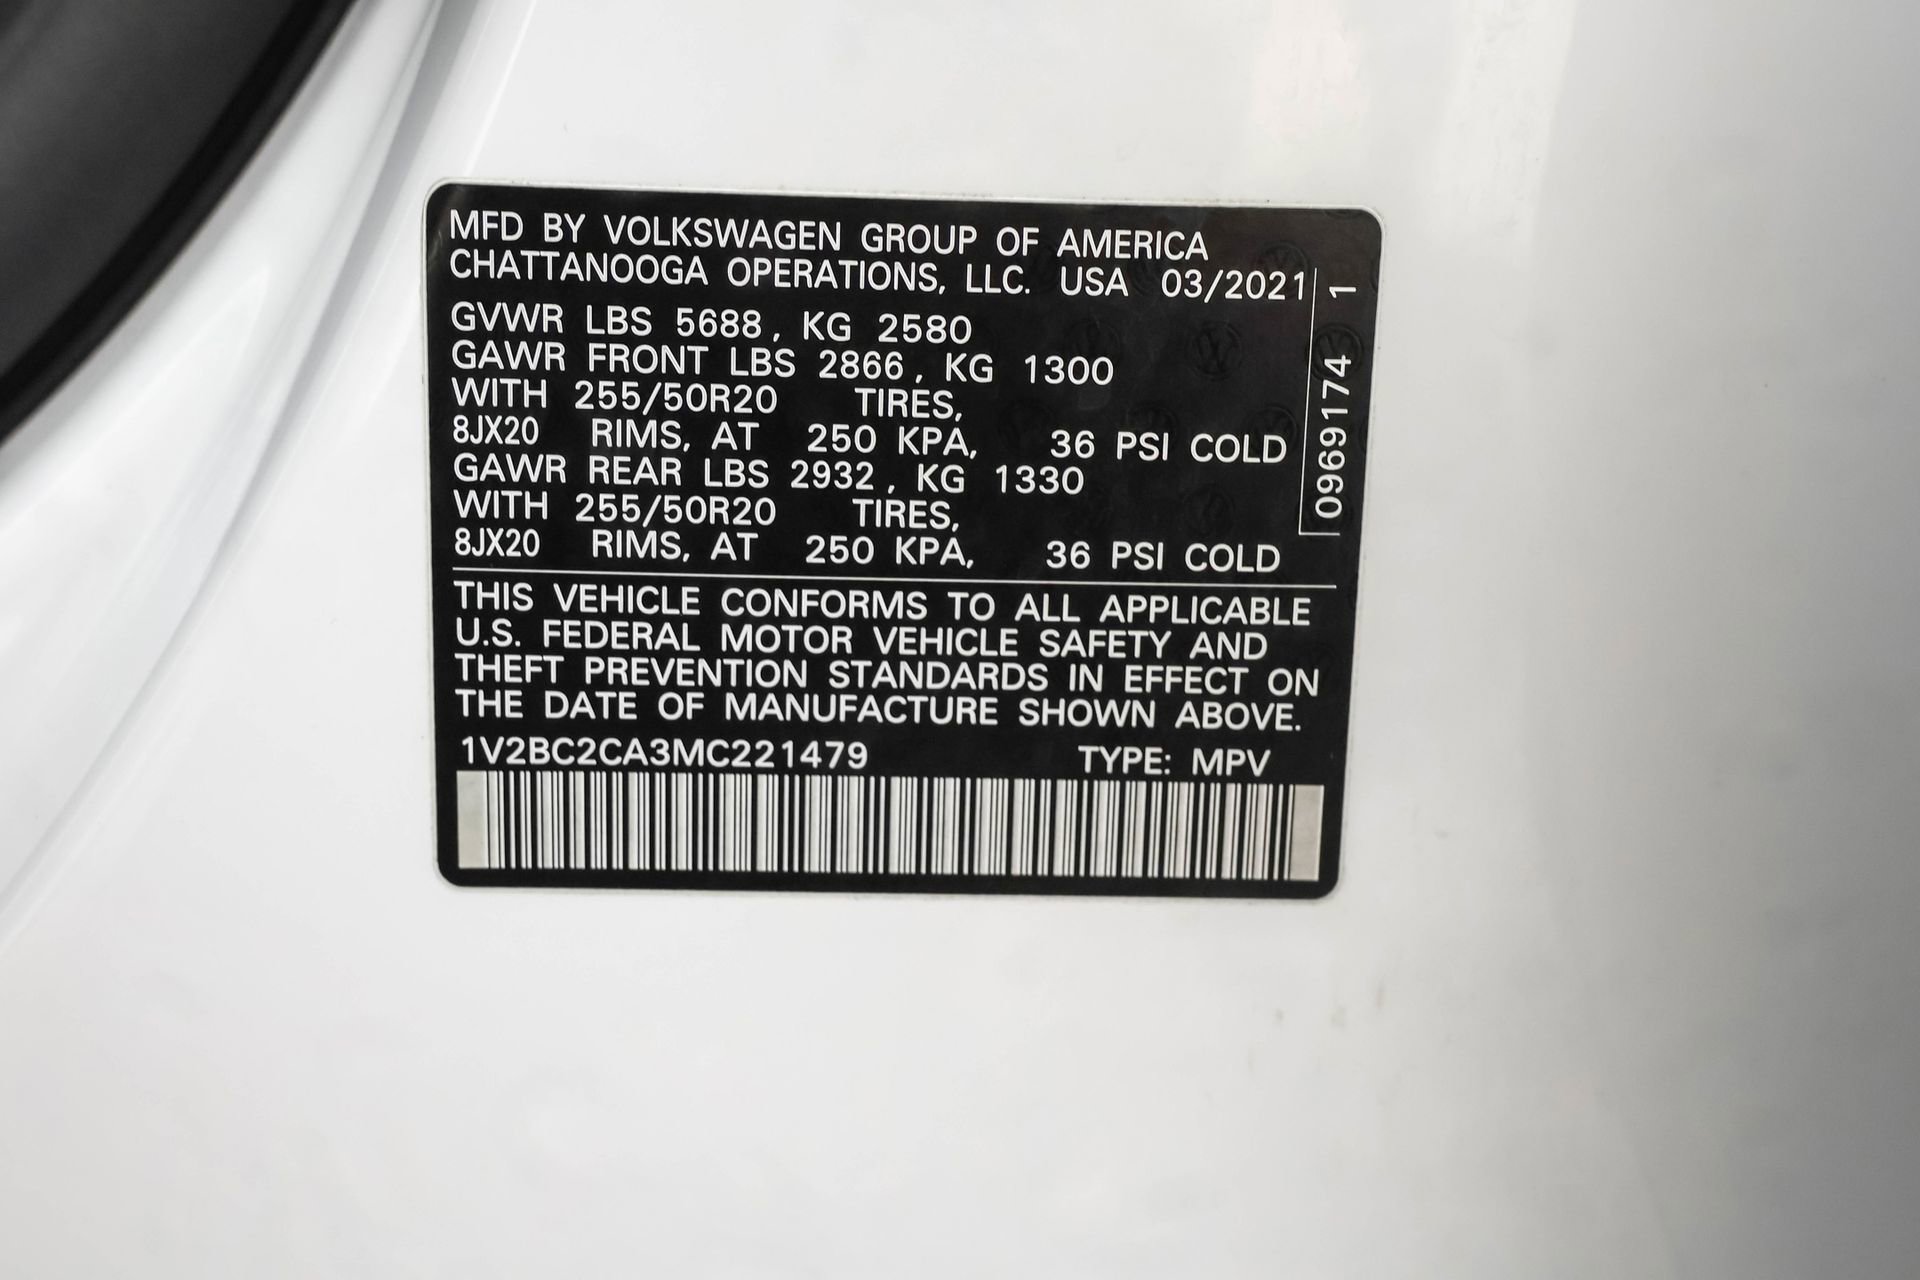 MFD BY VOLKSWAGEN GROUP OF AMERICA
CHATTANOOGA OPERATIONS, LLC. USA 03/2021
GVWR LBS 5688, KG 2580
GAWR FRONT LBS 2866, KG 1300
WITH 255/50R20 TIRES,
8JX20 RIMS, AT 250 KPA, 36 PSI COLD
GAWR REAR LBS 2932, KG 1330
WITH 255/50R20 TIRES,
8JX20 RIMS, AT 250 KPA, 36 PSI COLD
0969174 1
THIS VEHICLE CONFORMS TO ALL APPLICABLE
U.S. FEDERAL MOTOR VEHICLE SAFETY AND
THEFT PREVENTION STANDARDS IN EFFECT ON
THE DATE OF MANUFACTURE SHOWN ABOVE.
1V2BC2CA3MC221479 TYPE: MPV